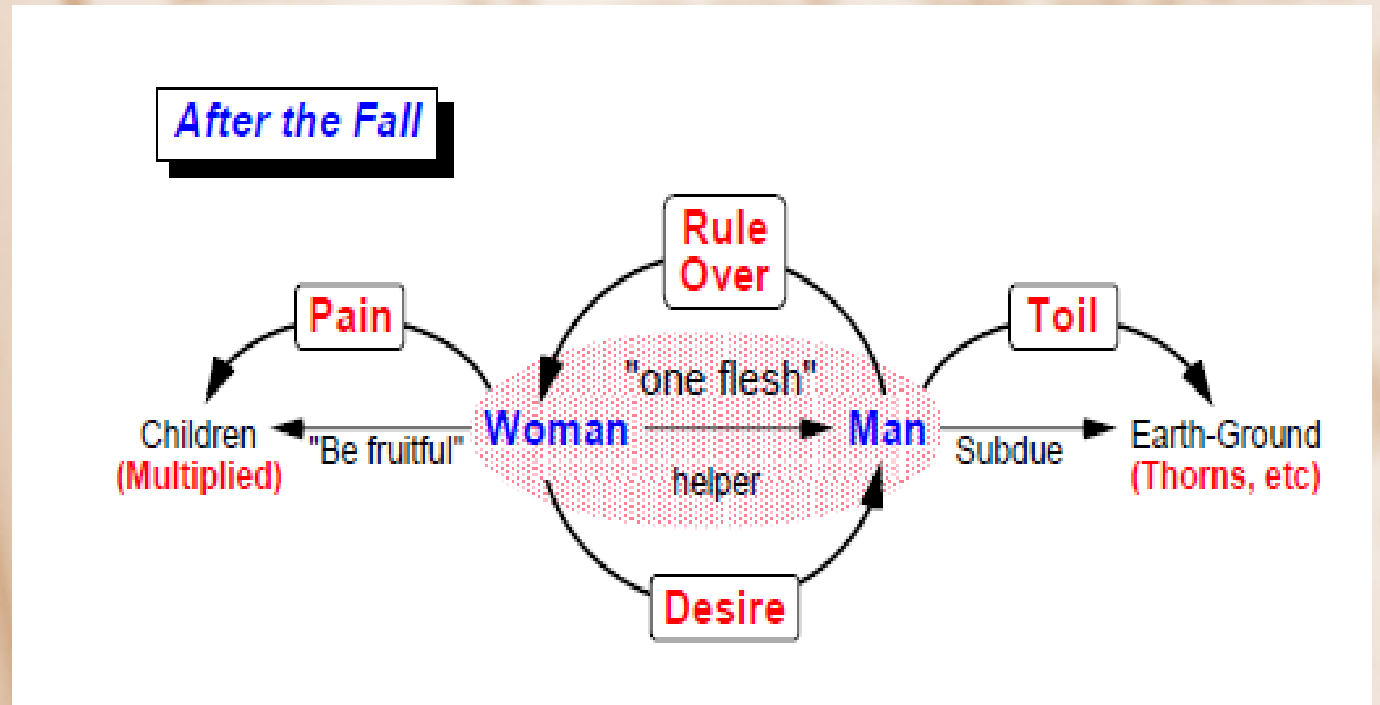 After the Fall
Rule
Over
Pain
Toil
"one flesh"
Children
"Be fruitful"
Woman
Man
Subdue
Earth-Ground
(Multiplied)
helper
(Thorns, etc)
Desire